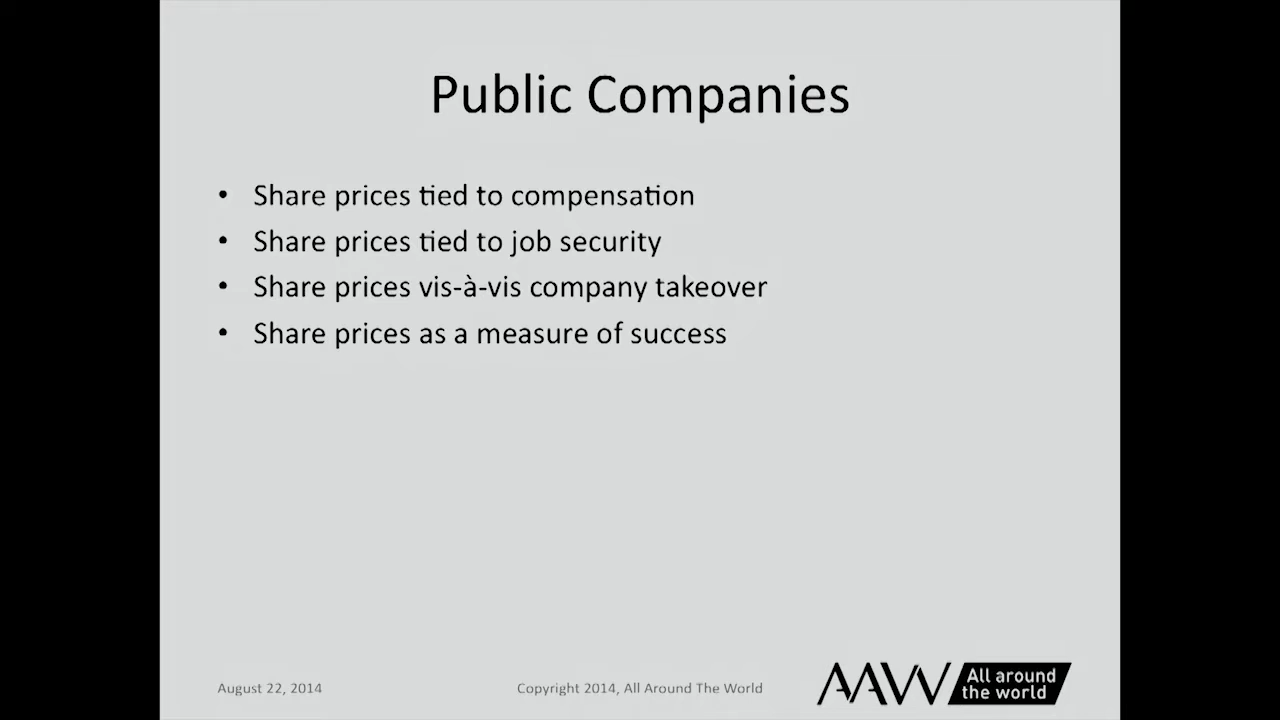 Public Companies
• Share prices tied to compensation
• Share prices tied to job security
• Share prices vis-à-vis company takeover
• Share prices as a measure of success
August 22, 2014
Copyright 2014, All Around The World
AAW
All around
the world